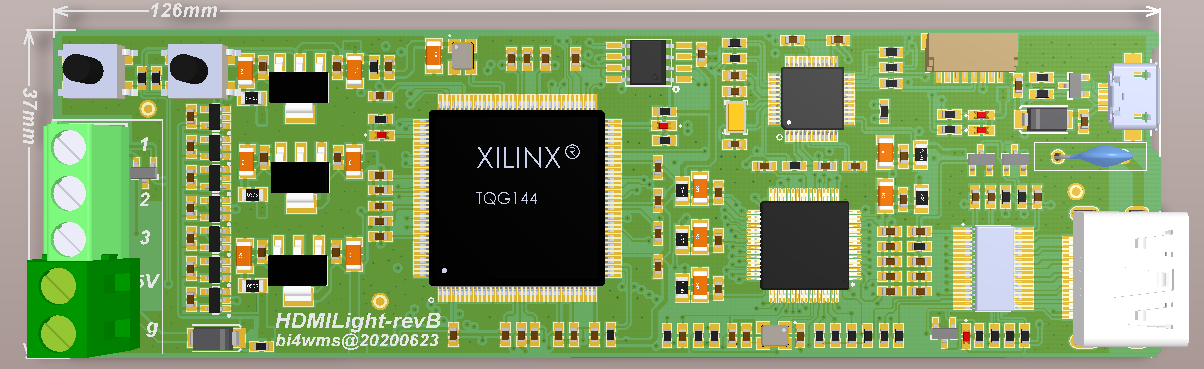 126mm
37mm
1
2
3
5V
g
XILINX®
TQG144
HDMILight-revB
bi4wms@20200623